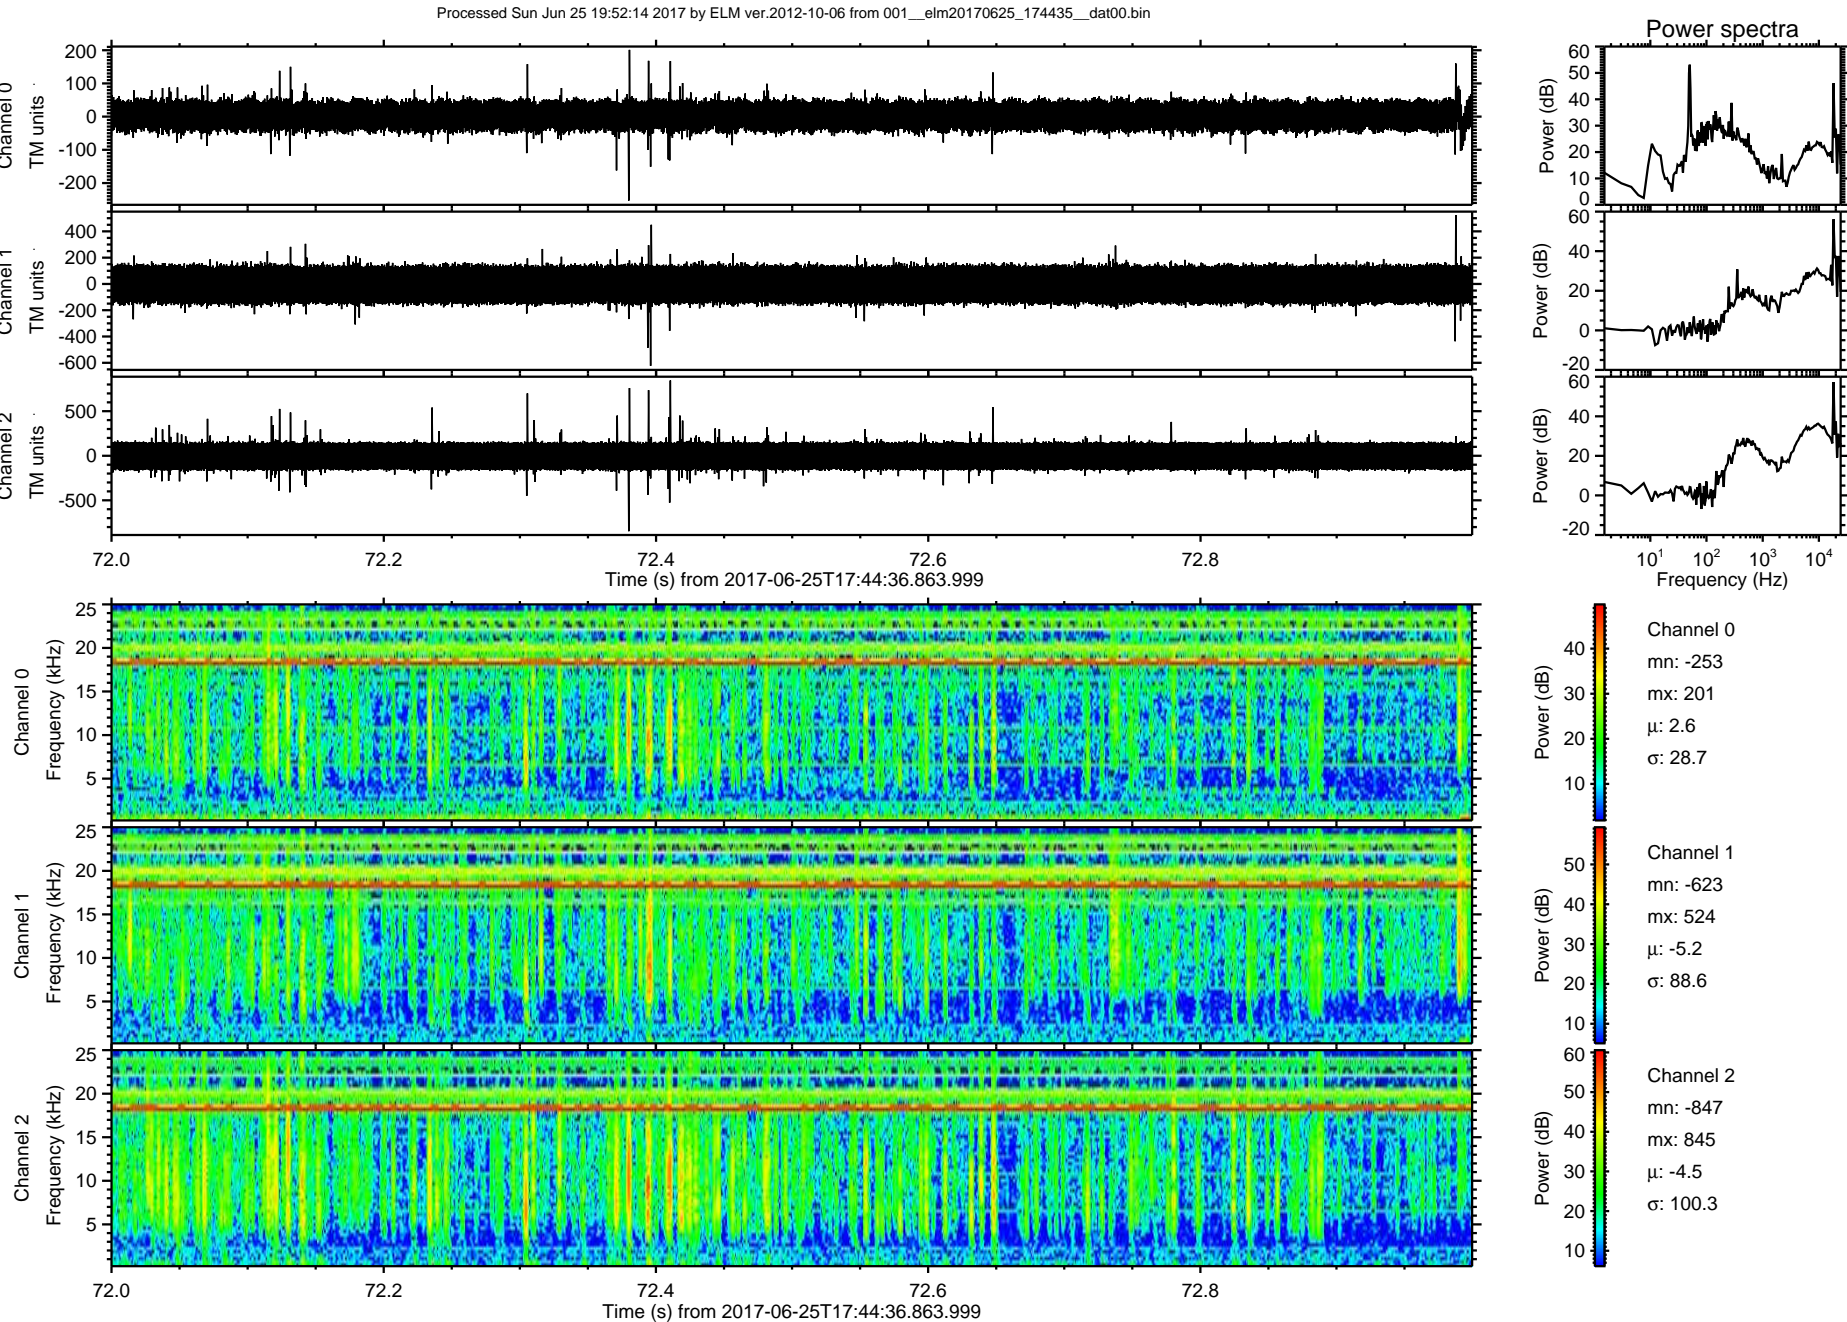 Processed Sun Jun 25 19:52:14 2017 by ELM ver.2012-10-06 from 001__elm20170625_174435__dat00.bin
Power spectra
Channel 0
TM units
200
100
0
-100
-200
Power (dB)
60
50
40
30
20
10
0
Channel 1
TM units
400
200
0
-200
-400
-600
Power (dB)
60
40
20
0
-20
Channel 2
TM units
500
0
-500
Power (dB)
60
40
20
0
-20
72.0 72.2 72.4 72.6 72.8
Time (s) from 2017-06-25T17:44:36.863.999
10¹ 10² 10³ 10⁴
Frequency (Hz)
Channel 0
Frequency (kHz)
25
20
15
10
5
Power (dB)
40
30
20
10
Channel 0
mn: -253
mx: 201
μ: 2.6
σ: 28.7
Channel 1
Frequency (kHz)
25
20
15
10
5
Power (dB)
50
40
30
20
10
Channel 1
mn: -623
mx: 524
μ: -5.2
σ: 88.6
Channel 2
Frequency (kHz)
25
20
15
10
5
Power (dB)
60
50
40
30
20
10
Channel 2
mn: -847
mx: 845
μ: -4.5
σ: 100.3
72.0 72.2 72.4 72.6 72.8
Time (s) from 2017-06-25T17:44:36.863.999